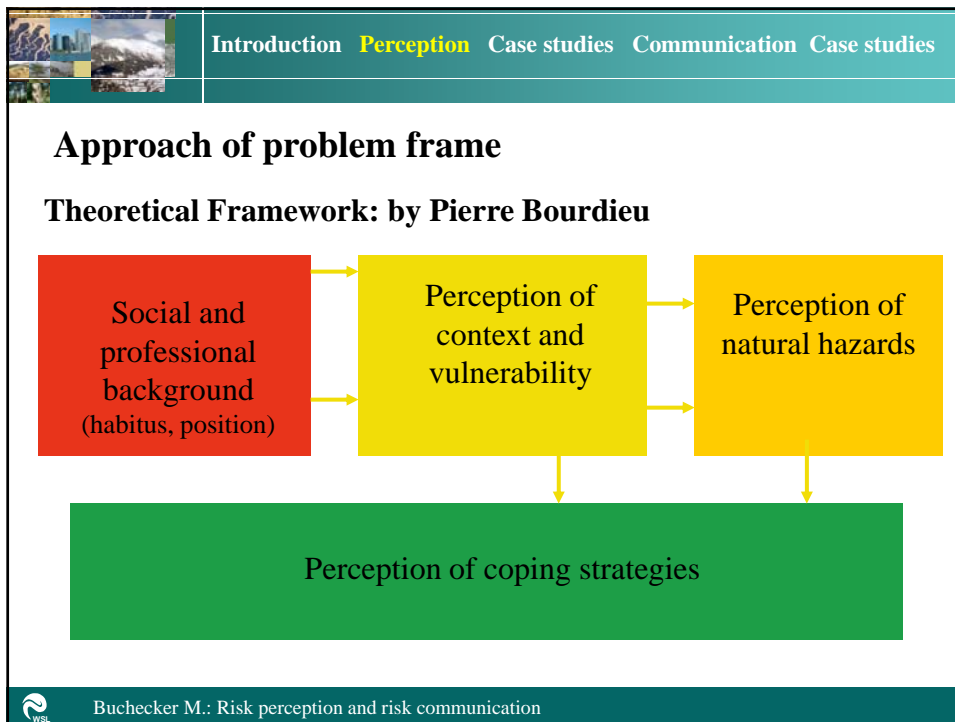 Introduction Perception Case studies Communication Case studies
Approach of problem frame
Theoretical Framework: by Pierre Bourdieu
Social and
professional
background
(habitus, position)
Perception of
context and
vulnerability
Perception of
natural hazards
Perception of coping strategies
WSL
Buchecker M.: Risk perception and risk communication